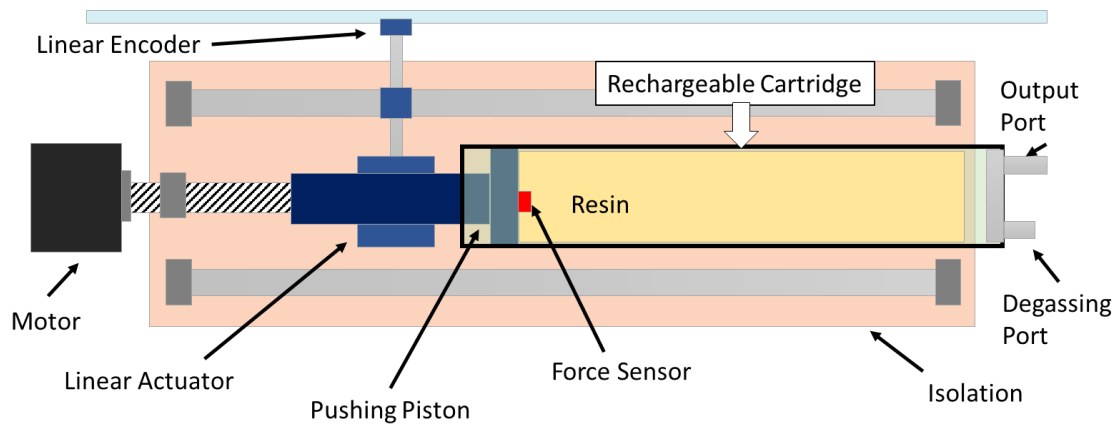 Linear Encoder
Rechargeable Cartridge
Output
Port
Resin
Motor
Degassing
Port
Linear Actuator
Force Sensor
Pushing Piston
Isolation